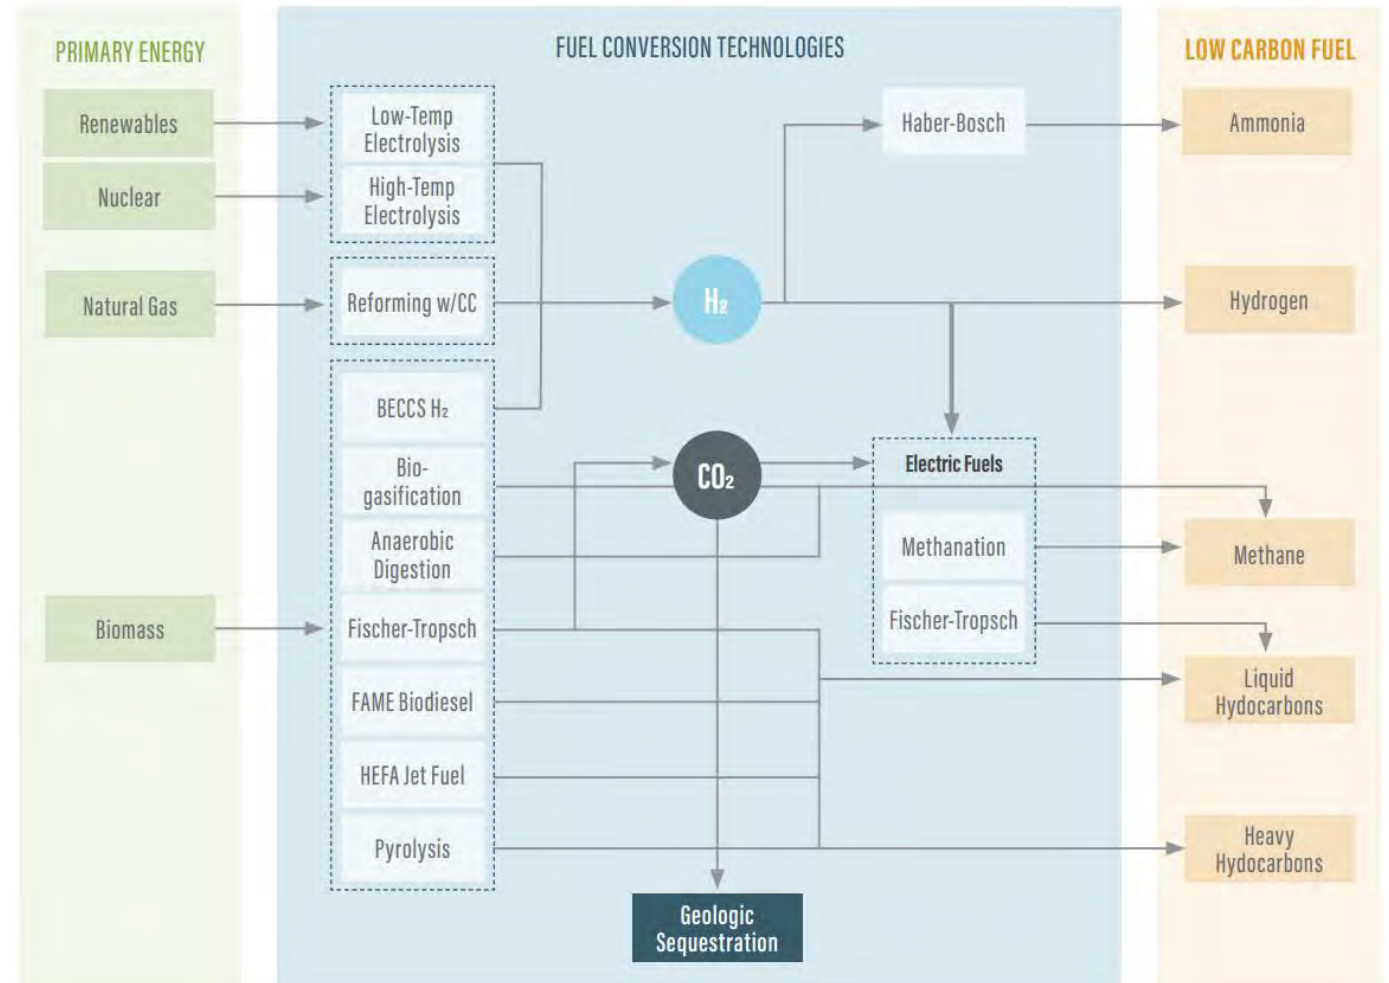 PRIMARY ENERGY
FUEL CONVERSION TECHNOLOGIES
LOW CARBON FUEL
Renewables
Nuclear
Natural Gas
Biomass
Low-Temp
Electrolysis
High-Temp
Electrolysis
Reforming w/CC
BECCS H₂
Bio-
gasification
Anaerobic
Digestion
Fischer-Tropsch
FAME Biodiesel
HEFA Jet Fuel
Pyrolysis
H₂
CO₂
Geologic
Sequestration
Haber-Bosch
Electric Fuels
Methanation
Fischer-Tropsch
Ammonia
Hydrogen
Methane
Liquid
Hydocarbons
Heavy
Hydocarbons